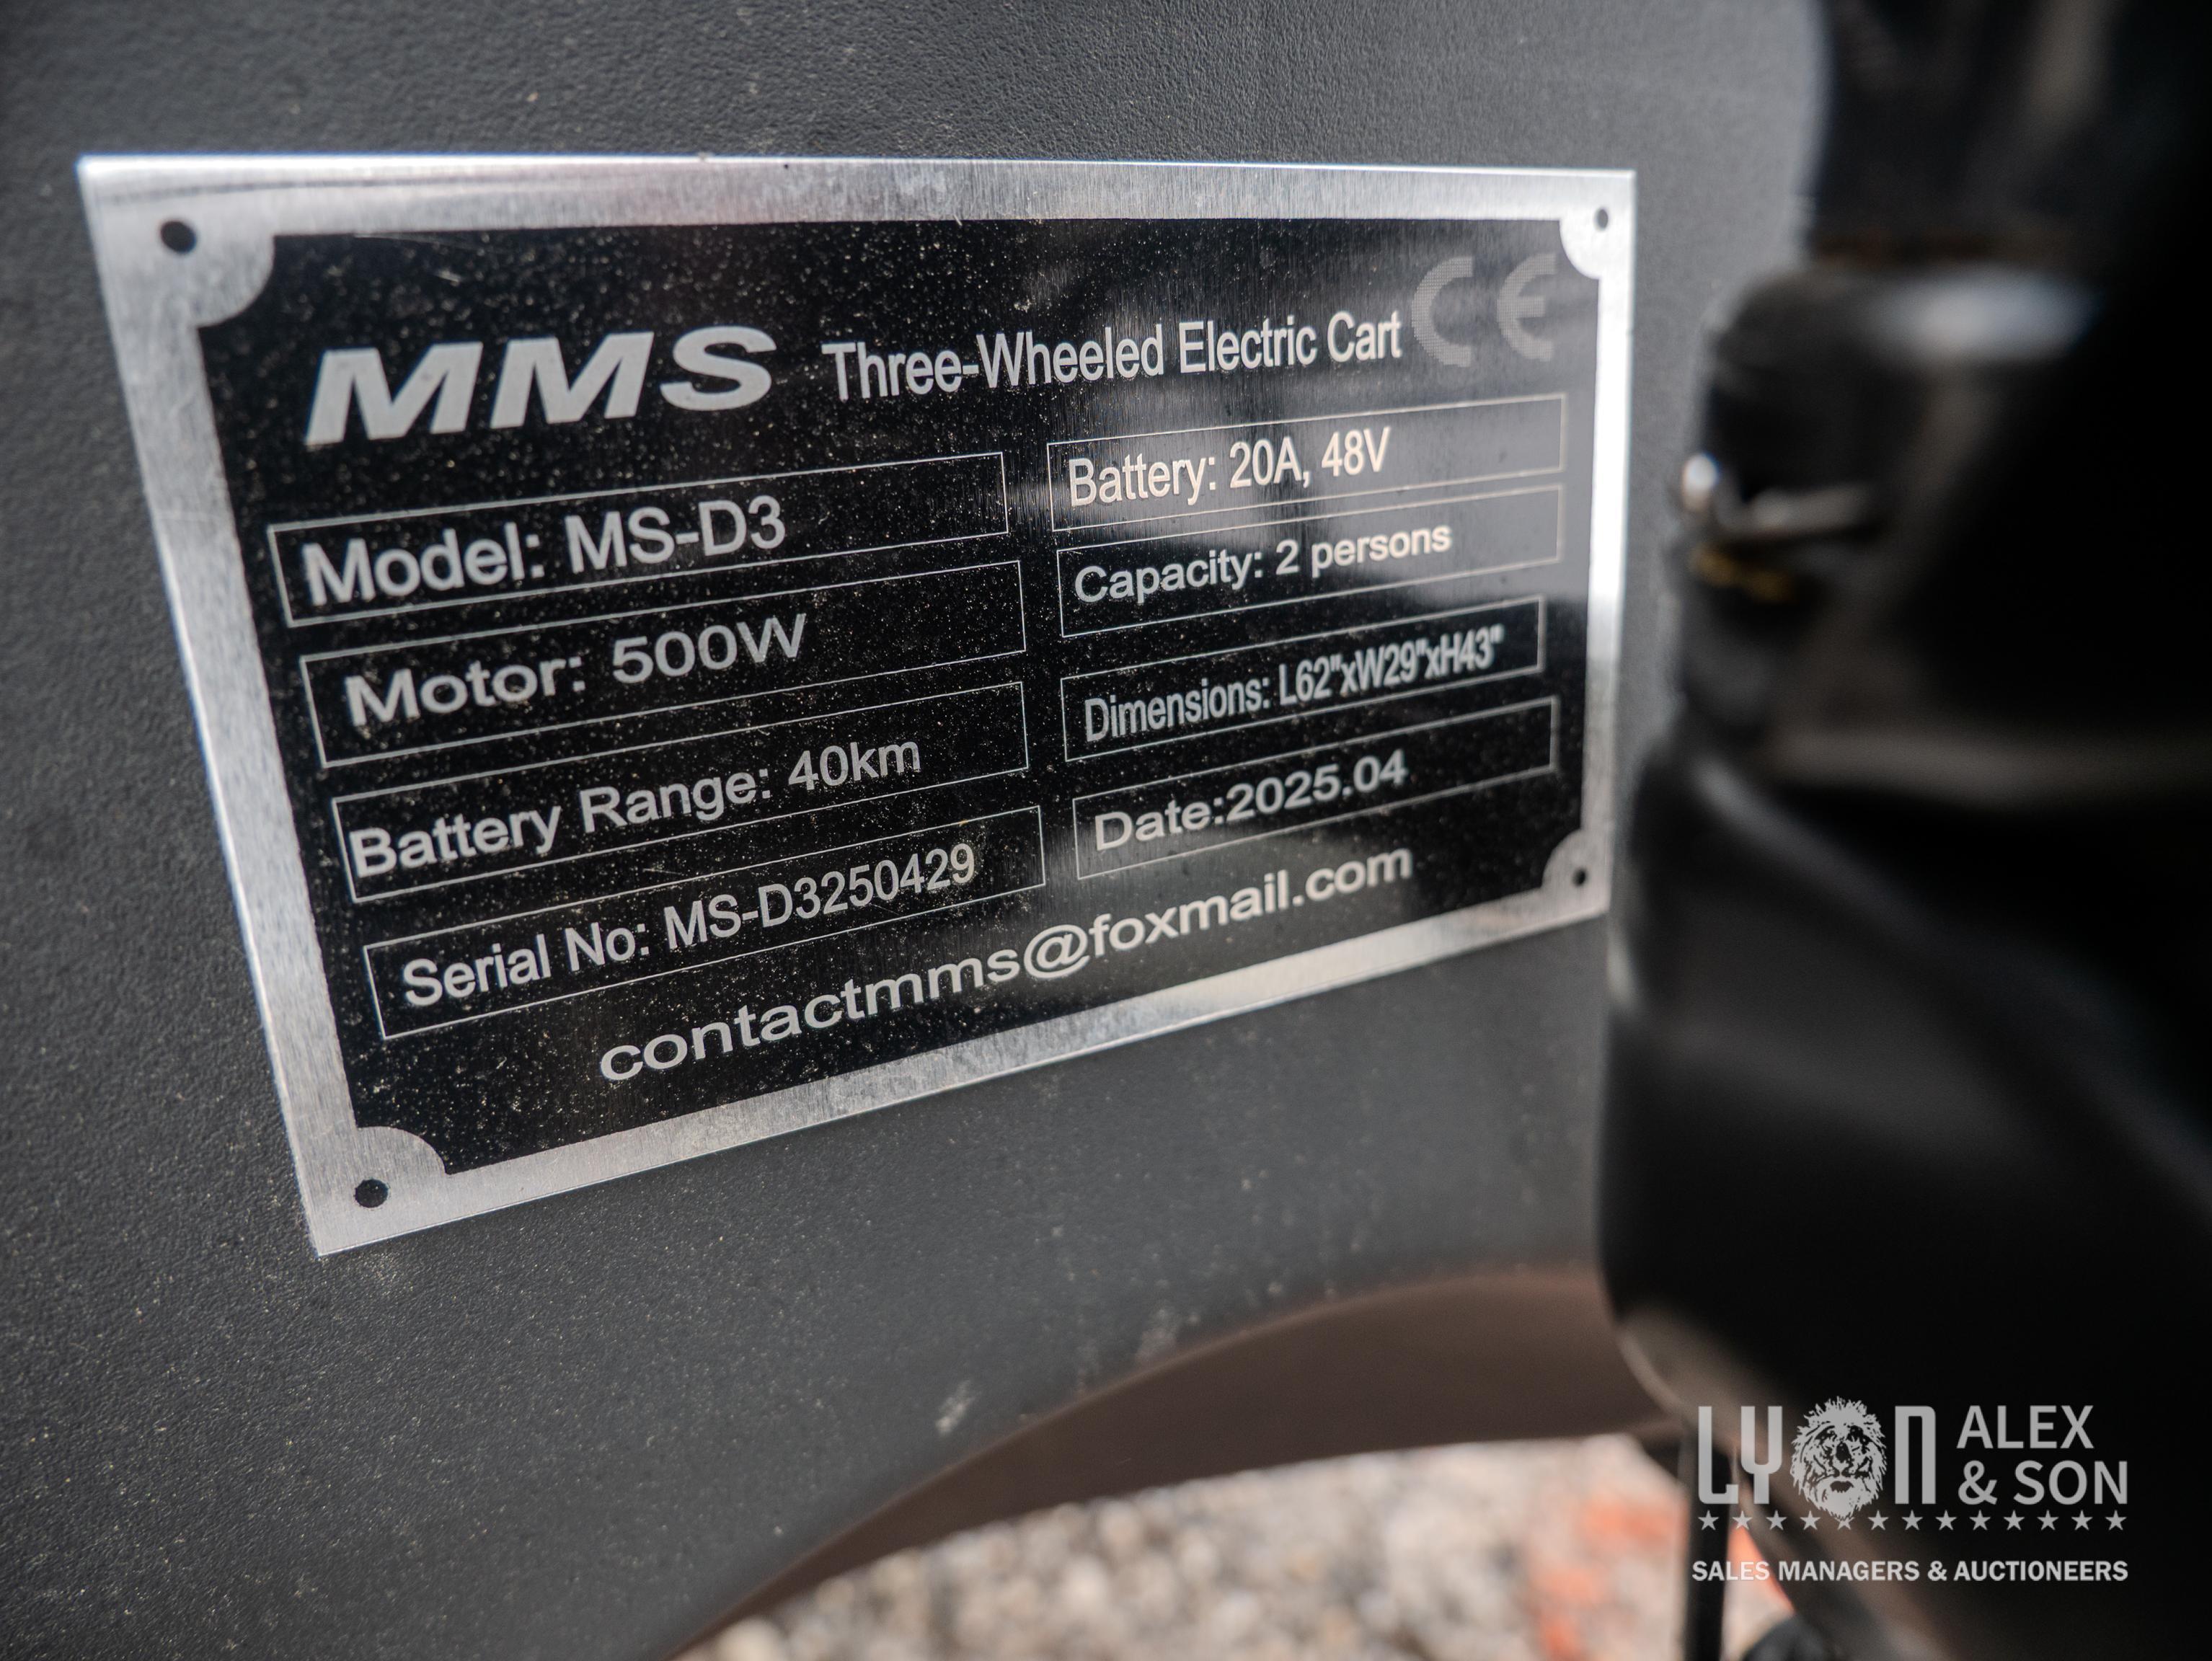 MMS Three-Wheeled Electric Cart CE
Model: MS-D3
Battery: 20A, 48V
Motor: 500W
Capacity: 2 persons
Battery Range: 40km
Dimensions: L62"xW29"xH43"
Serial No: MS-D3250429
Date:2025.04
contactmms@foxmail.com
LYON ALEX
& SON
SALES MANAGERS & AUCTIONEERS